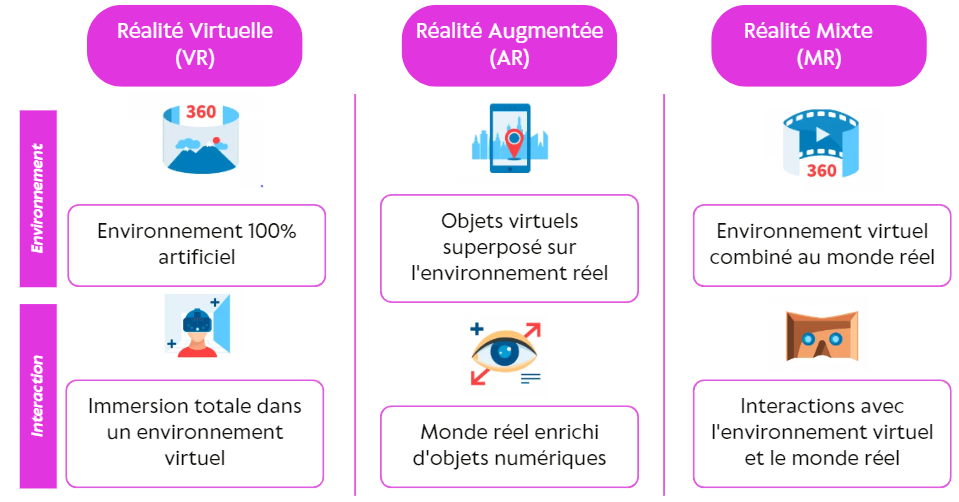 Réalité Virtuelle
(VR)
Réalité Augmentée
(AR)
Réalité Mixte
(MR)
Environnement
360
360
Environnement 100%
artificiel
Objets virtuels
superposé sur
l'environnement réel
Environnement virtuel
combiné au monde réel
Interaction
Immersion totale dans
un environnement
virtuel
Monde réel enrichi
d'objets numériques
Interactions avec
l'environnement virtuel
et le monde réel